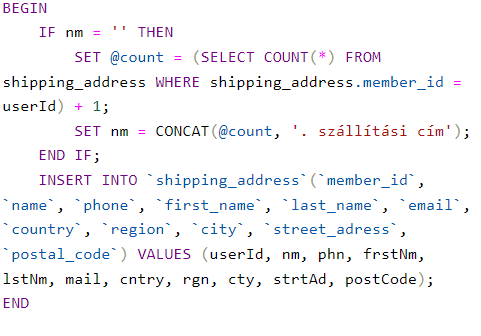 BEGIN
IF nm = '' THEN
SET @count = (SELECT COUNT(*) FROM
shipping_address WHERE shipping_address.member_id =
userId) + 1;
SET nm = CONCAT(@count, '. szállítási cím');
END IF;
INSERT INTO `shipping_address`(`member_id`,
`name`, `phone`, `first_name`, `last_name`, `email`,
`country`, `region`, `city`, `street_adress`,
`postal_code`) VALUES (userId, nm, phn, frstNm,
lstNm, mail, cntry, rgn, cty, strtAd, postCode);
END